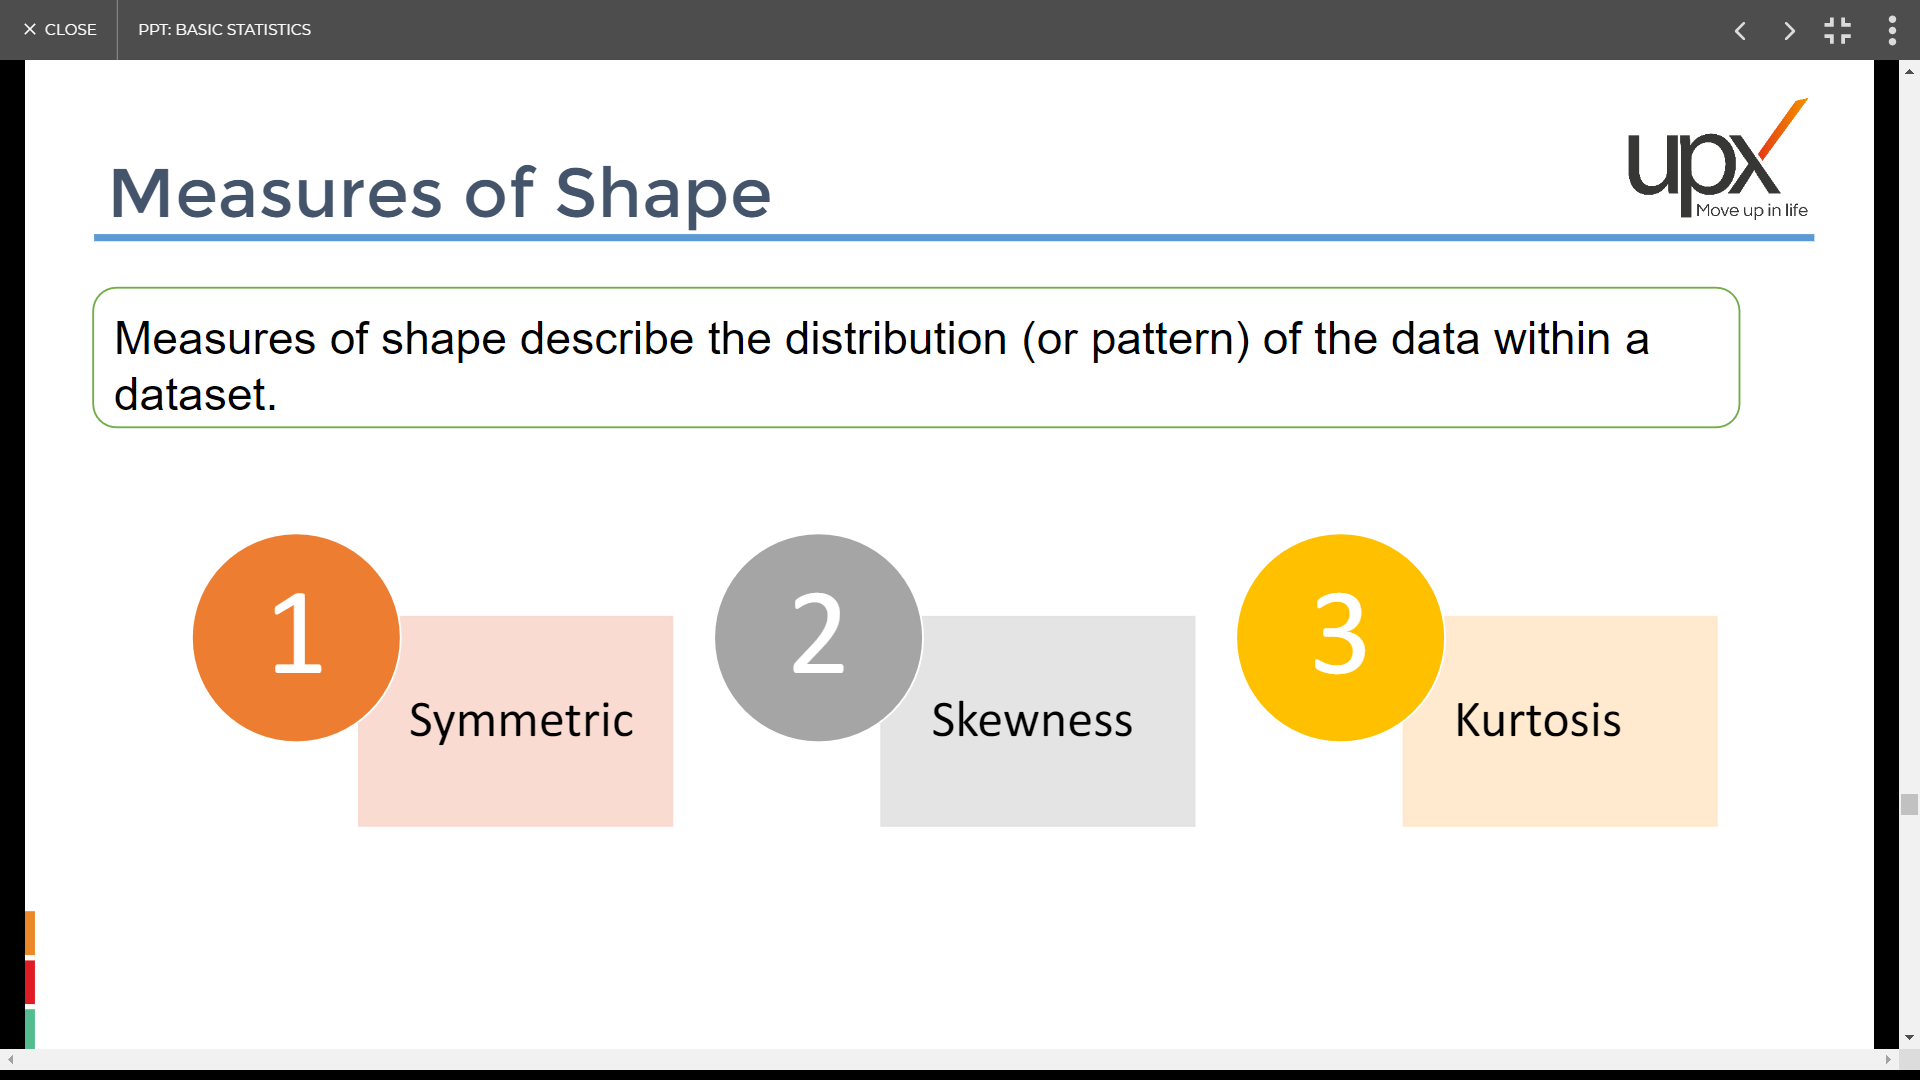 CLOSE
PPT: BASIC STATISTICS
upx
Move up in life
Measures of Shape
Measures of shape describe the distribution (or pattern) of the data within a
dataset.
1
Symmetric
2
Skewness
3
Kurtosis